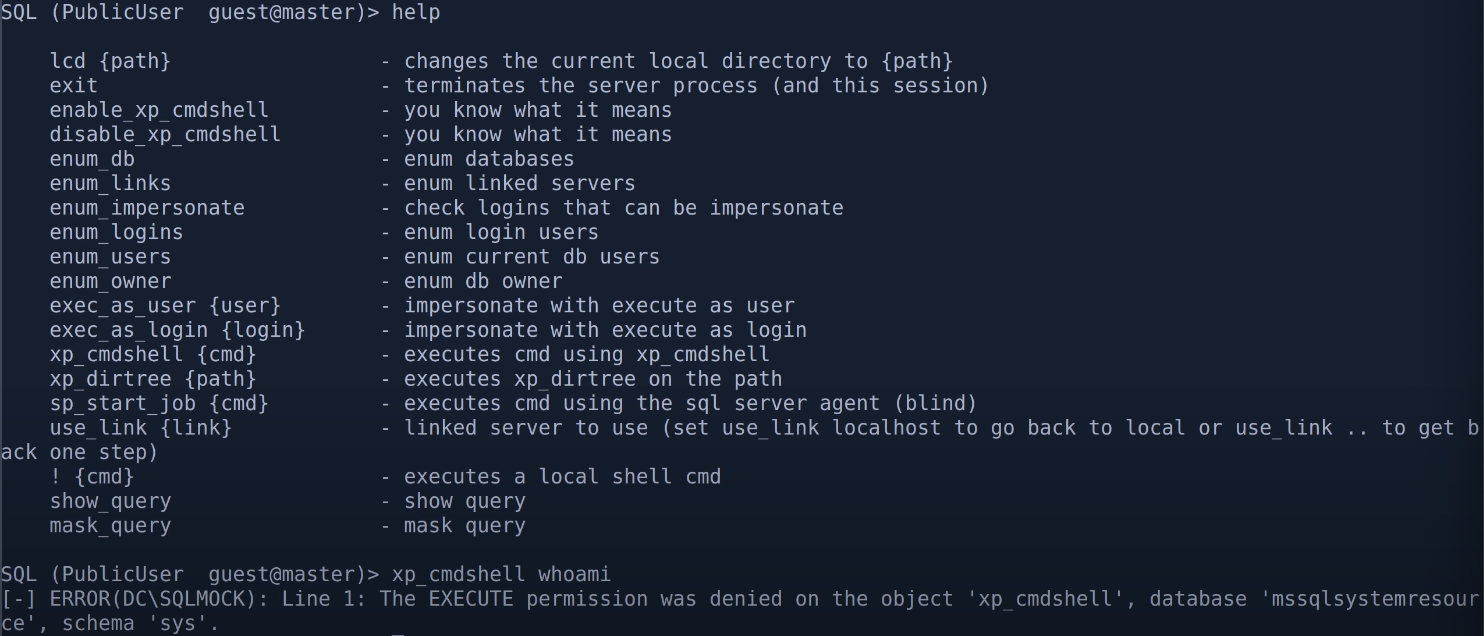 SQL (PublicUser  guest@master)> help
    lcd {path}                 - changes the current local directory to {path}
    exit                       - terminates the server process (and this session)
    enable_xp_cmdshell         - you know what it means
    disable_xp_cmdshell        - you know what it means
    enum_db                    - enum databases
    enum_links                 - enum linked servers
    enum_impersonate           - check logins that can be impersonate
    enum_logins                - enum login users
    enum_users                 - enum current db users
    enum_owner                 - enum db owner
    exec_as_user {user}        - impersonate with execute as user
    exec_as_login {login}      - impersonate with execute as login
    xp_cmdshell {cmd}          - executes cmd using xp_cmdshell
    xp_dirtree {path}          - executes xp_dirtree on the path
    sp_start_job {cmd}         - executes cmd using the sql server agent (blind)
    use_link {link}            - linked server to use (set use_link localhost to go back to local or use_link .. to get b
ack one step)
    ! {cmd}                    - executes a local shell cmd
    show_query                 - show query
    mask_query                 - mask query
SQL (PublicUser  guest@master)> xp_cmdshell whoami
[-] ERROR(DC\SQLMOCK): Line 1: The EXECUTE permission was denied on the object 'xp_cmdshell', database 'mssqlsystemresour
ce', schema 'sys'.